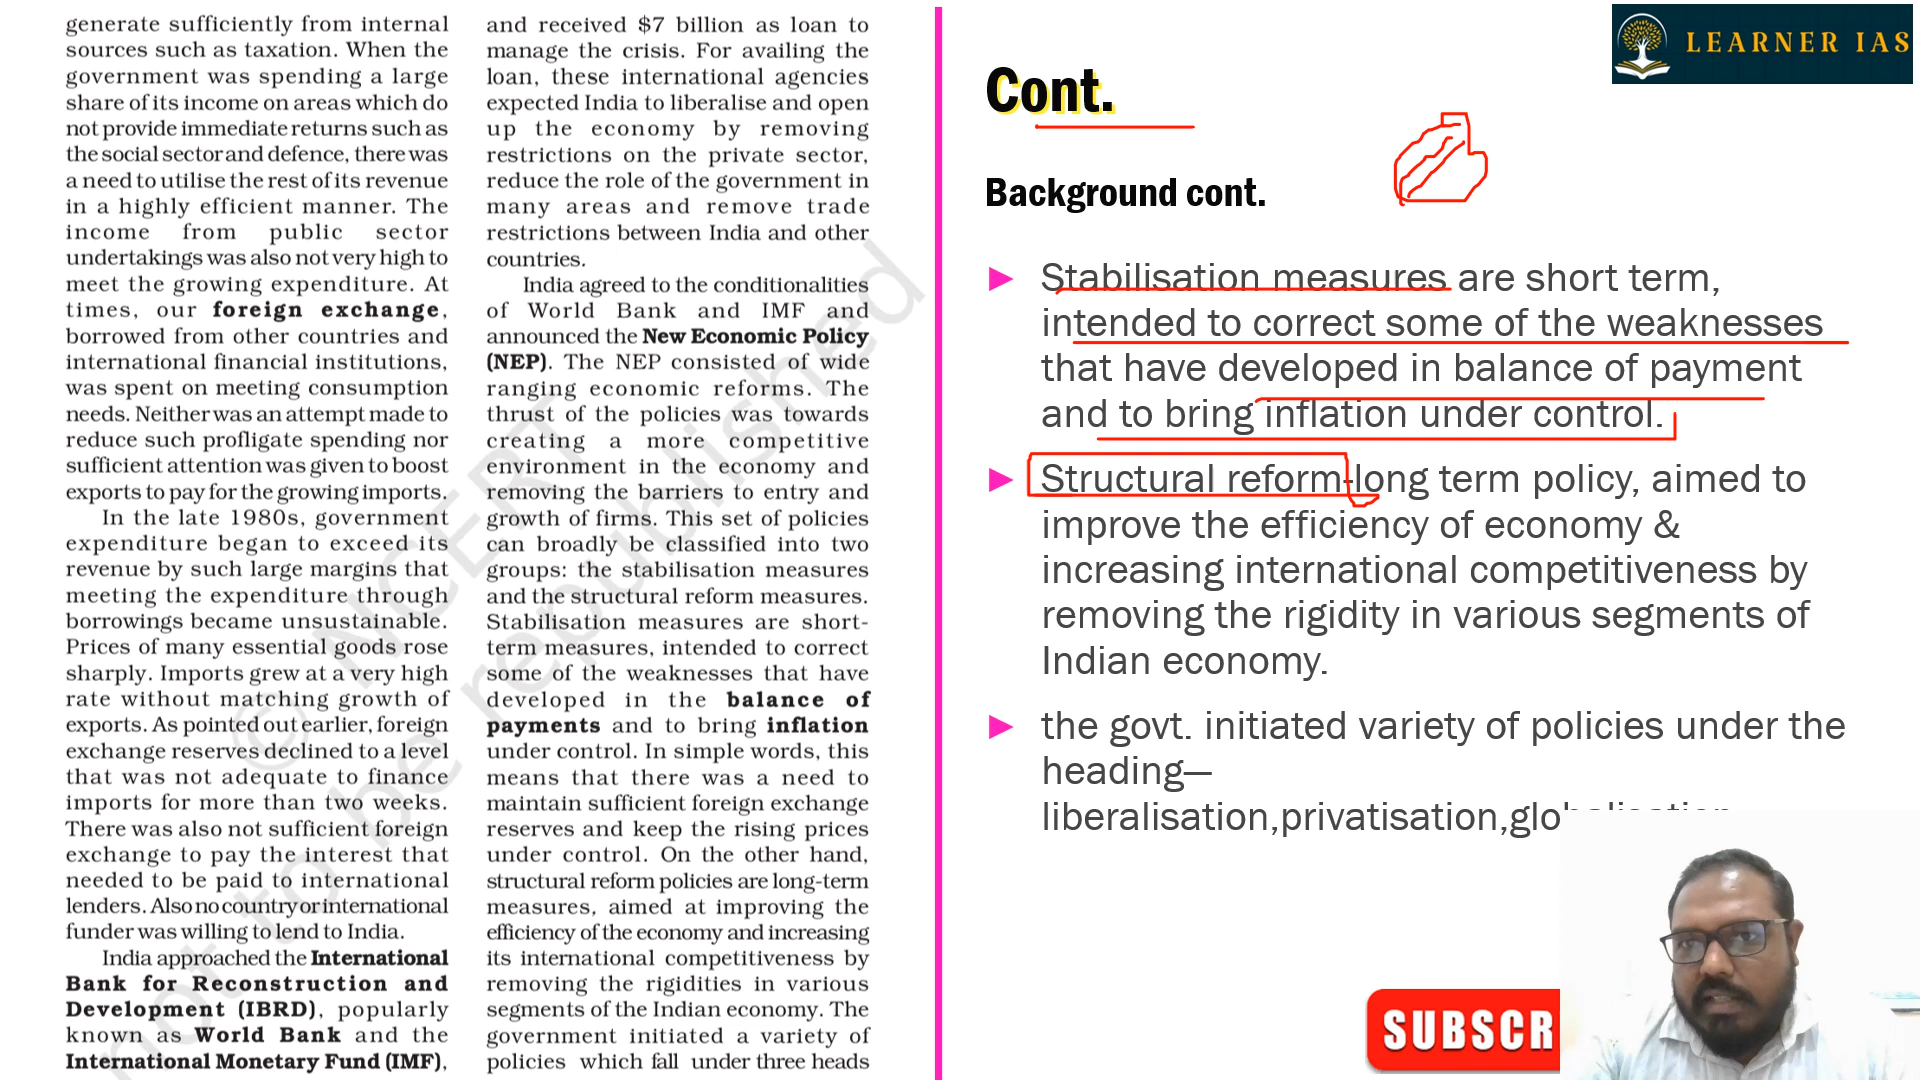 generate sufficiently from internal
sources such as taxation. When the
government was spending a large
share of its income on areas which do
not provide immediate returns such as
the social sector and defence, there was
a need to utilise the rest of its revenue
in a highly efficient manner. The
income from public sector
undertakings was also not very high to
meet the growing expenditure. At
times, our foreign exchange,
borrowed from other countries and
international financial institutions,
was spent on meeting consumption
needs. Neither was an attempt made to
reduce such profligate spending nor
sufficient attention was given to boost
exports to pay for the growing imports.
In the late 1980s, government
expenditure began to exceed its
revenue by such large margins that
meeting the expenditure through
borrowings became unsustainable.
Prices of many essential goods rose
sharply. Imports grew at a very high
rate without matching growth of
exports. As pointed out earlier, foreign
exchange reserves declined to a level
that was not adequate to finance
imports for more than two weeks.
There was also not sufficient foreign
exchange to pay the interest that
needed to be paid to international
lenders. Also no country or international
funder was willing to lend to India.
India approached the International
Bank for Reconstruction and
Development (IBRD), popularly
known as World Bank and the
International Monetary Fund (IMF),
and received $7 billion as loan to
manage the crisis. For availing the
loan, these international agencies
expected India to liberalise and open
up the economy by removing
restrictions on the private sector,
reduce the role of the government in
many areas and remove trade
restrictions between India and other
countries.
India agreed to the conditionalities
of World Bank and IMF and
announced the New Economic Policy
(NEP). The NEP consisted of wide
ranging economic reforms. The
thrust of the policies was towards
creating a more competitive
environment in the economy and
removing the barriers to entry and
growth of firms. This set of policies
can broadly be classified into two
groups: the stabilisation measures
and the structural reform measures.
Stabilisation measures are short-
term measures, intended to correct
some of the weaknesses that have
developed in the balance of
payments and to bring inflation
under control. In simple words, this
means that there was a need to
maintain sufficient foreign exchange
reserves and keep the rising prices
under control. On the other hand,
structural reform policies are long-term
measures, aimed at improving the
efficiency of the economy and increasing
its international competitiveness by
removing the rigidities in various
segments of the Indian economy. The
government initiated a variety of
policies which fall under three heads
© NCERT
not to be republished
LEARNER IAS
Cont.
Background cont.
Stabilisation measures are short term,
intended to correct some of the weaknesses
that have developed in balance of payment
and to bring inflation under control.
Structural reform-long term policy, aimed to
improve the efficiency of economy &
increasing international competitiveness by
removing the rigidity in various segments of
Indian economy.
the govt. initiated variety of policies under the
heading—
liberalisation,privatisation,globalisation
SUBSCR